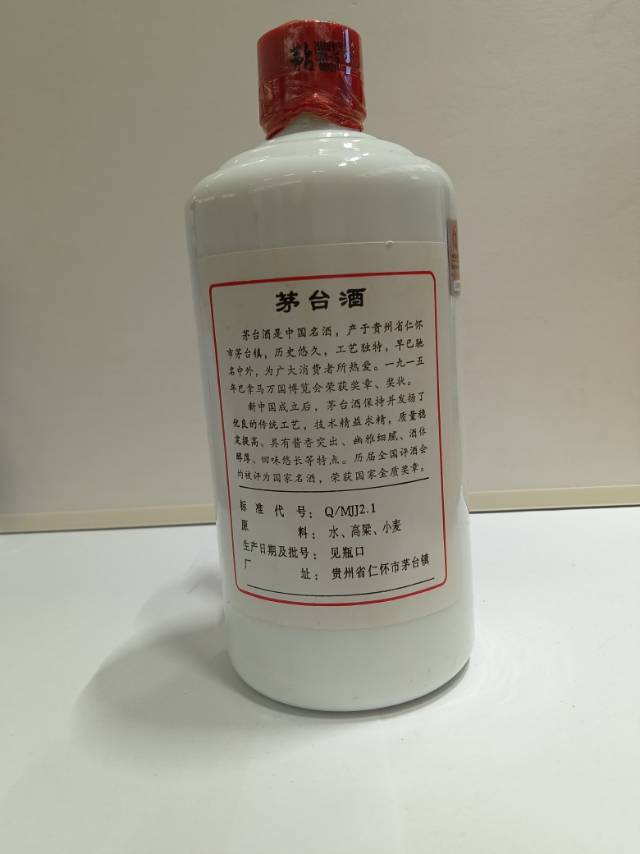 茅台酒
茅台酒是中国名酒，产于贵州省仁怀
市茅台镇，历史悠久，工艺独特，早已驰
名中外，为广大消费者所热爱。一九一五
年巴拿马万国博览会荣获奖章、奖状。
新中国成立后，茅台酒保持并发扬了
优良的传统工艺，技术精益求精，质量稳
定提高、具有酱香突出、幽雅细腻、酒体
醇厚、回味悠长等特点。历届全国评酒会
均被评为国家名酒，荣获国家金质奖章。
标准代号：Q/MJJ2.1
原料：水、高粱、小麦
生产日期及批号：见瓶口
厂址：贵州省仁怀市茅台镇